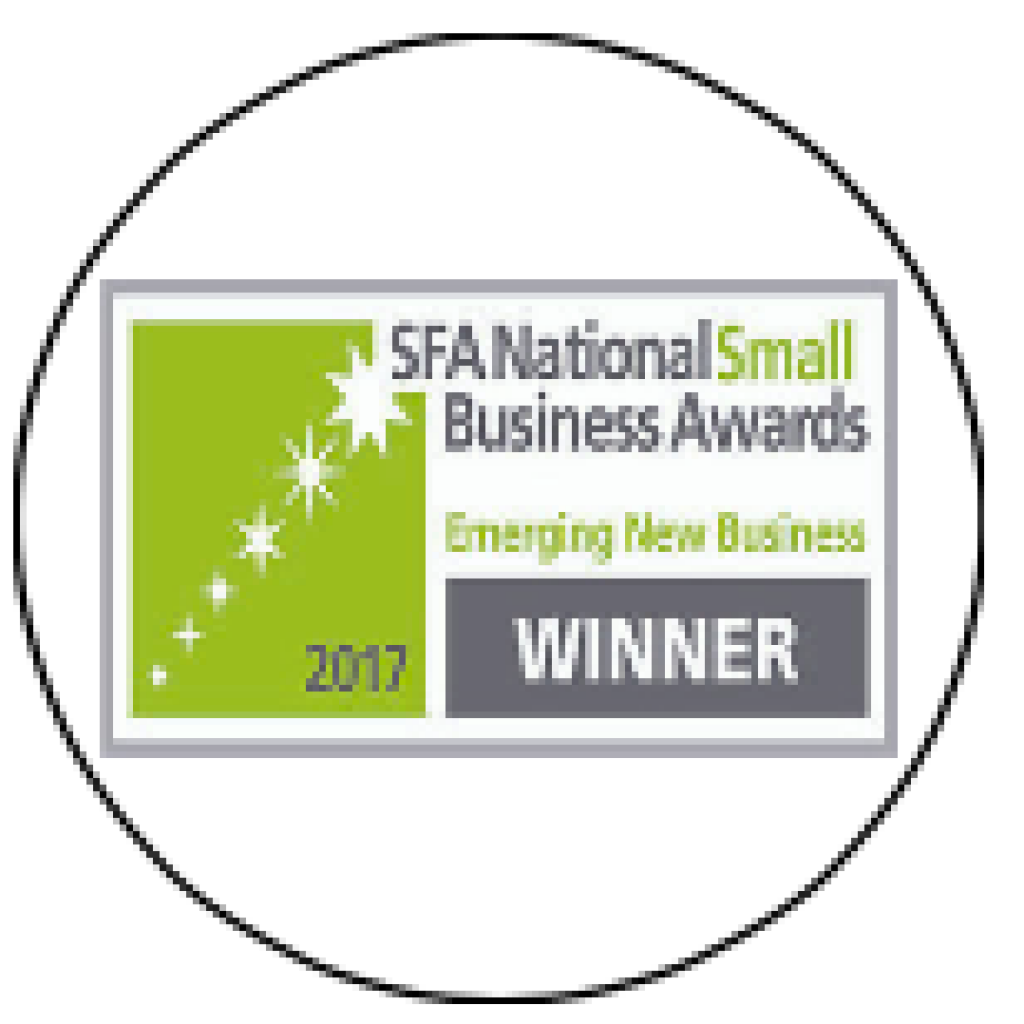 SFA National Small
Business Awards
Emerging New Business
WINNER
2017